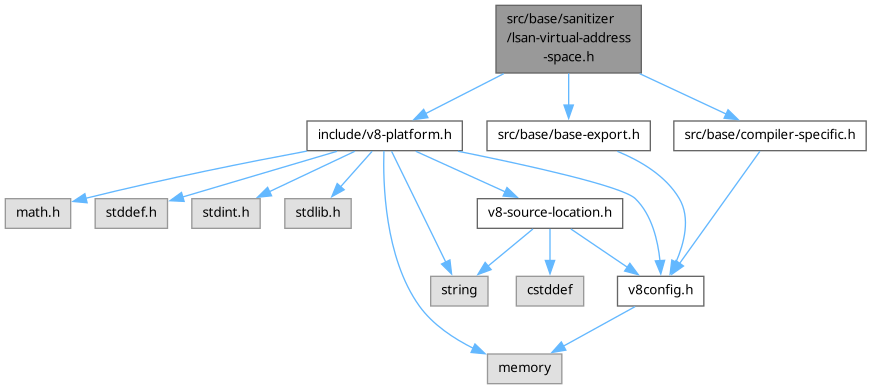 src/base/sanitizer
/lsan-virtual-address
-space.h
include/v8-platform.h
src/base/base-export.h
src/base/compiler-specific.h
math.h
stddef.h
stdint.h
stdlib.h
v8-source-location.h
string
cstddef
v8config.h
memory